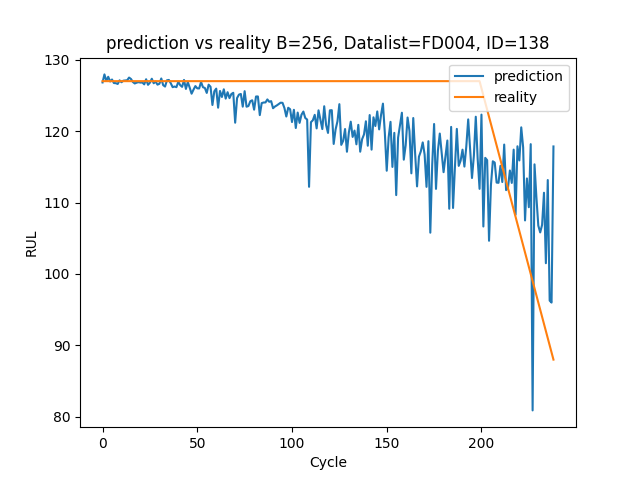 prediction vs reality B=256, Datalist=FD004, ID=138
prediction
reality
130
120
110
100
90
80
RUL
0
50
100
150
200
Cycle